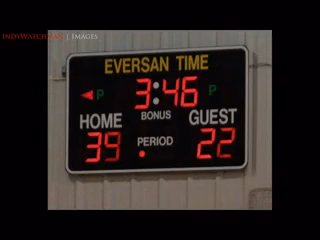 INDYWATCHMAN | IMAGES
EVERSAN TIME
P 3:46 P
HOME BONUS GUEST
39 PERIOD 22